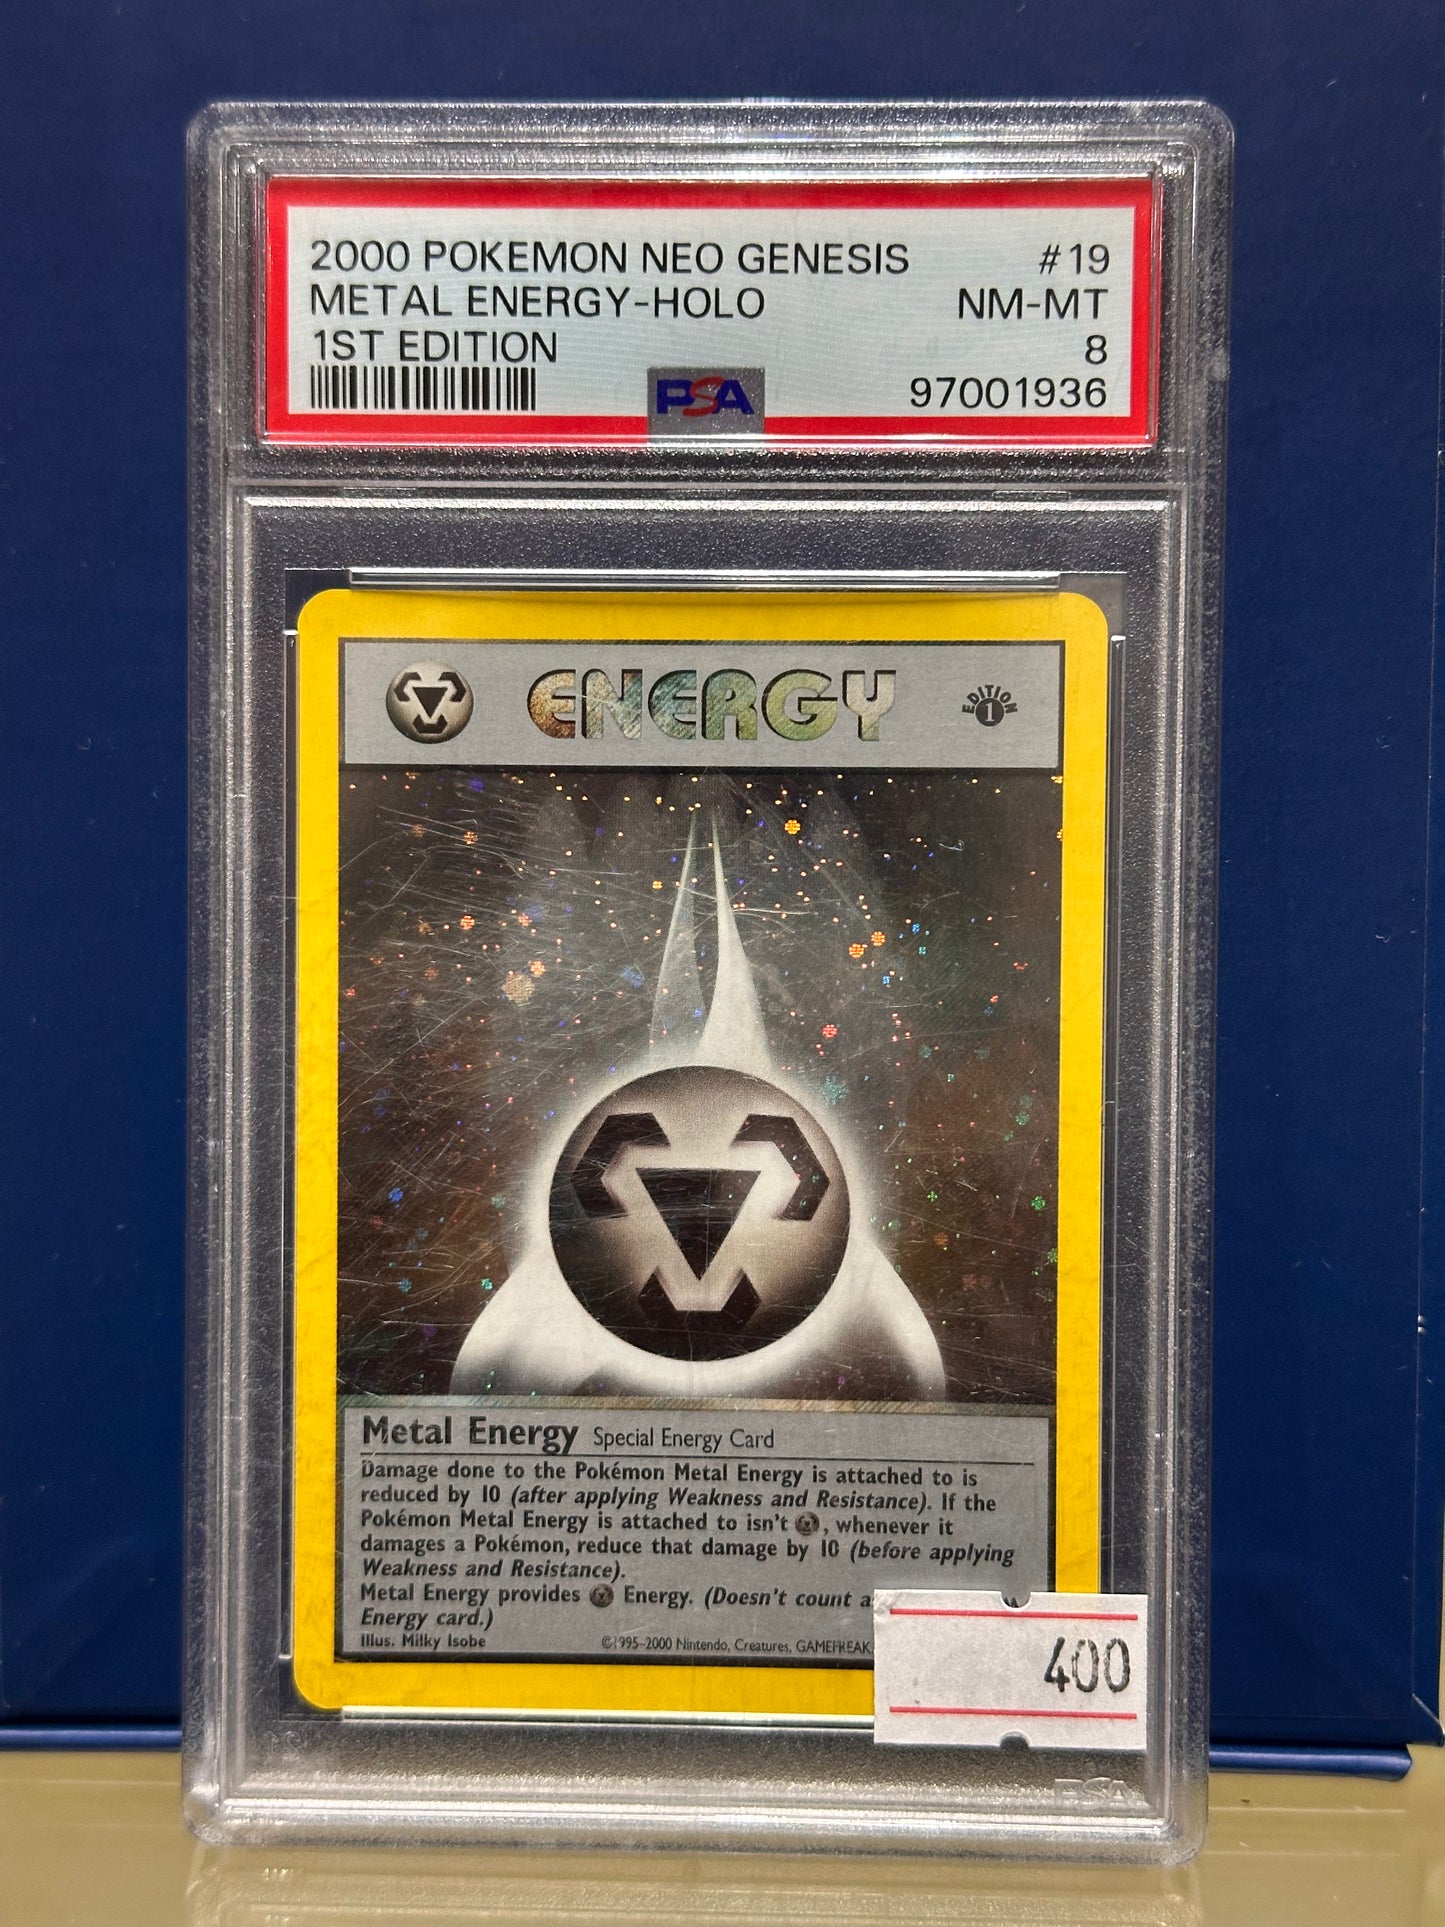 2000 POKEMON NEO GENESIS #19
METAL ENERGY-HOLO NM-MT
1ST EDITION 8
PSA 97001936
ENERGY
EDITION
1
Metal Energy Special Energy Card
Damage done to the Pokémon Metal Energy is attached to is
reduced by 10 (after applying Weakness and Resistance). If the
Pokémon Metal Energy is attached to isn't , whenever it
damages a Pokémon, reduce that damage by 10 (before applying
Weakness and Resistance).
Metal Energy provides Energy. (Doesn't count
Energy card.)
Illus. Milky Isobe ©1995-2000 Nintendo, Creatures, GAMEFREAK
400
PSA